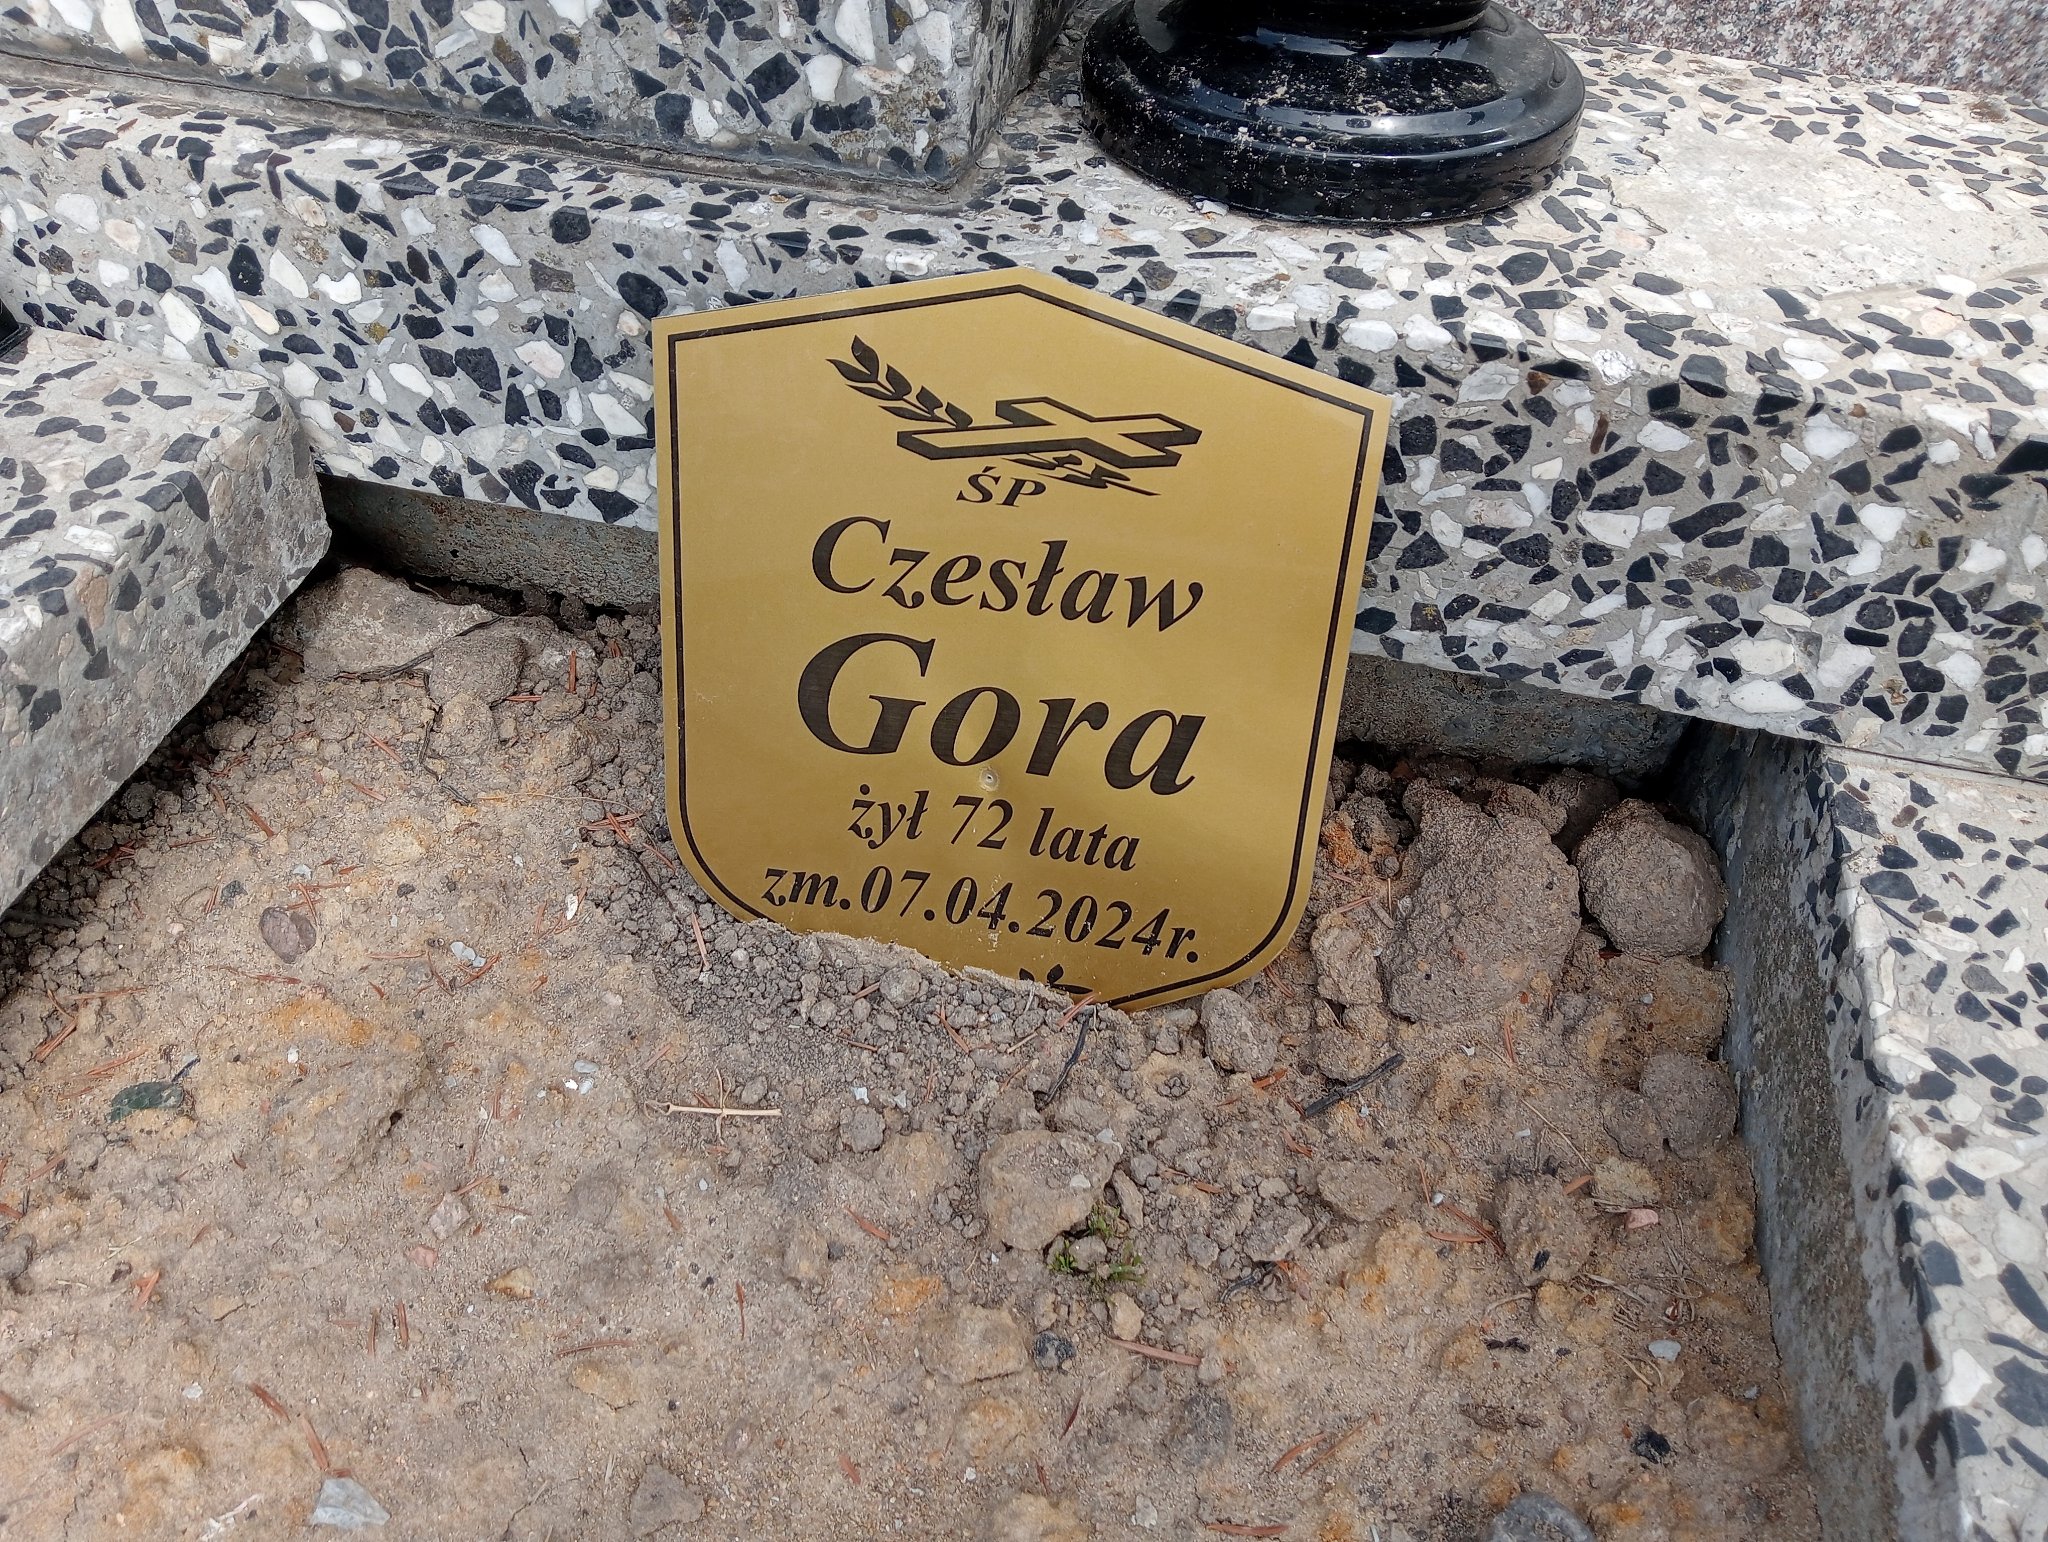 ŚP
Czesław
Gora
żył 72 lata
zm.07.04.2024r.